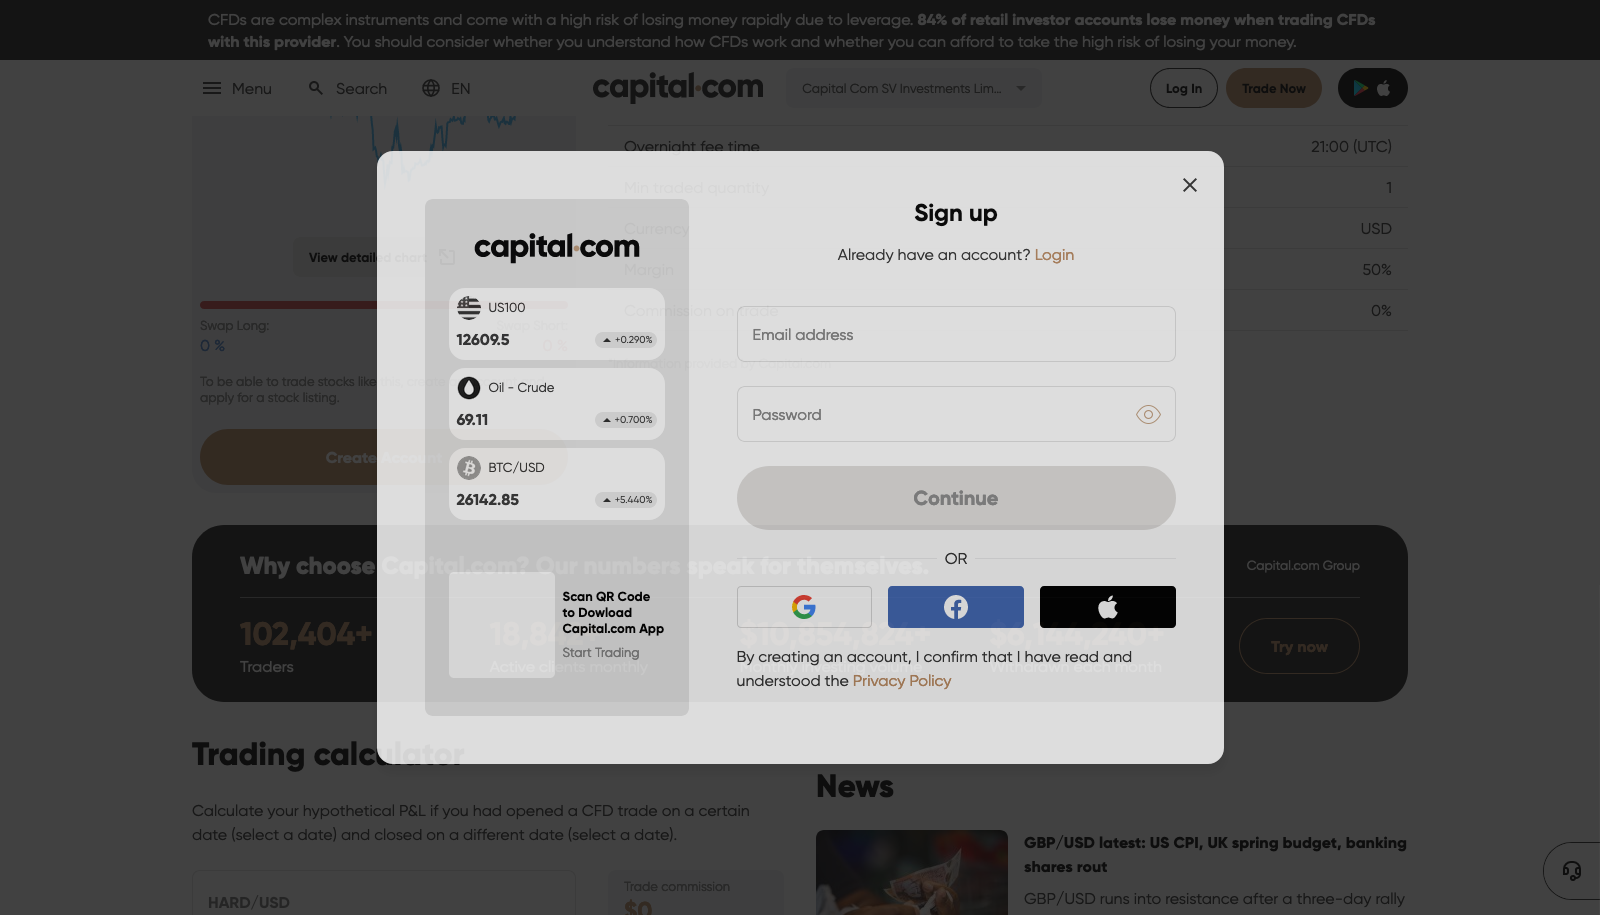 CFDs are complex instruments and come with a high risk of losing money rapidly due to leverage. 84% of retail investor accounts lose money when trading CFDs
with this provider. You should consider whether you understand how CFDs work and whether you can afford to take the high risk of losing your money.
Menu
Search
EN
capital.com
Capital Com SV Investments Lim...
Log In
Trade Now
Overnight fee time
21:00 (UTC)
Min traded quantity
1
Currency
USD
Margin
50%
Commission on trade
0%
View detailed chart
Swap Long:
0 %
0 %
To be able to trade stocks like
apply for a stock listing.
Create Account
capital.com
US100
12609.5
+0.290%
Oil - Crude
69.11
+0.700%
BTC/USD
26142.85
+5.440%
Scan QR Code
to Dowload
Capital.com App
Start Trading
Sign up
Already have an account? Login
Email address
Password
Continue
OR
By creating an account, I confirm that I have read and
understood the Privacy Policy
Why choose Capital.com? Our numbers speak for themselves.
Capital.com Group
102,404+
Traders
Active clients monthly
Try now
Trading calculator
Calculate your hypothetical P&L if you had opened a CFD trade on a certain
date (select a date) and closed on a different date (select a date).
HARD/USD
Trade commission
$0
News
GBP/USD latest: US CPI, UK spring budget, banking
shares rout
GBP/USD runs into resistance after a three-day rally